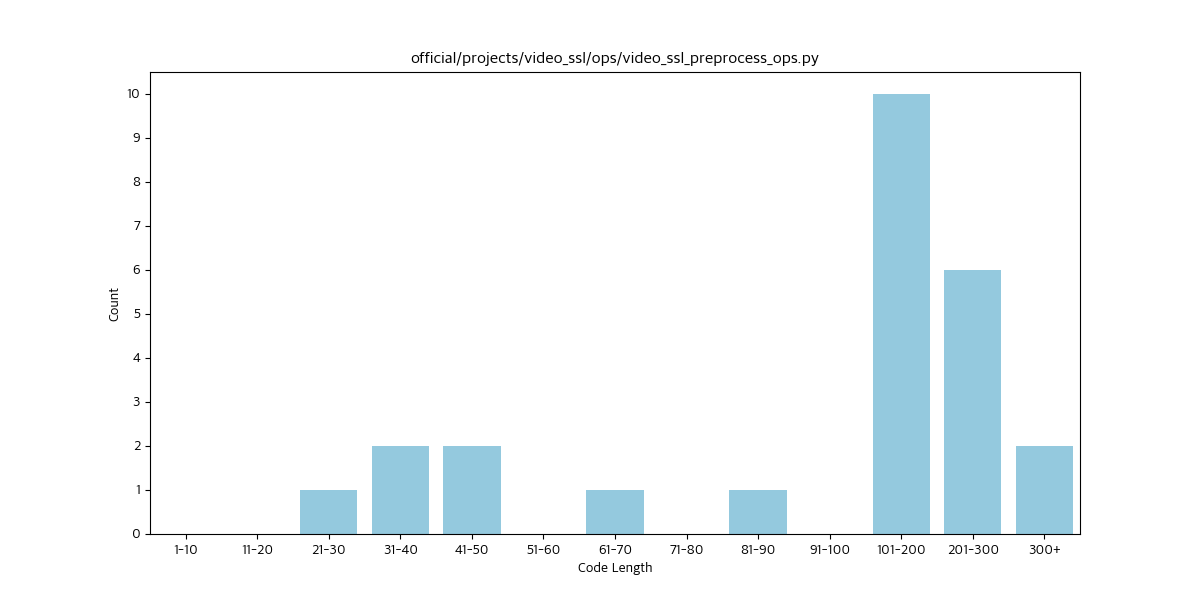 official/projects/video_ssl/ops/video_ssl_preprocess_ops.py
10
9
8
7
6
5
4
3
2
1
0
Count
1-10 11-20 21-30 31-40 41-50 51-60 61-70 71-80 81-90 91-100 101-200 201-300 300+
Code Length